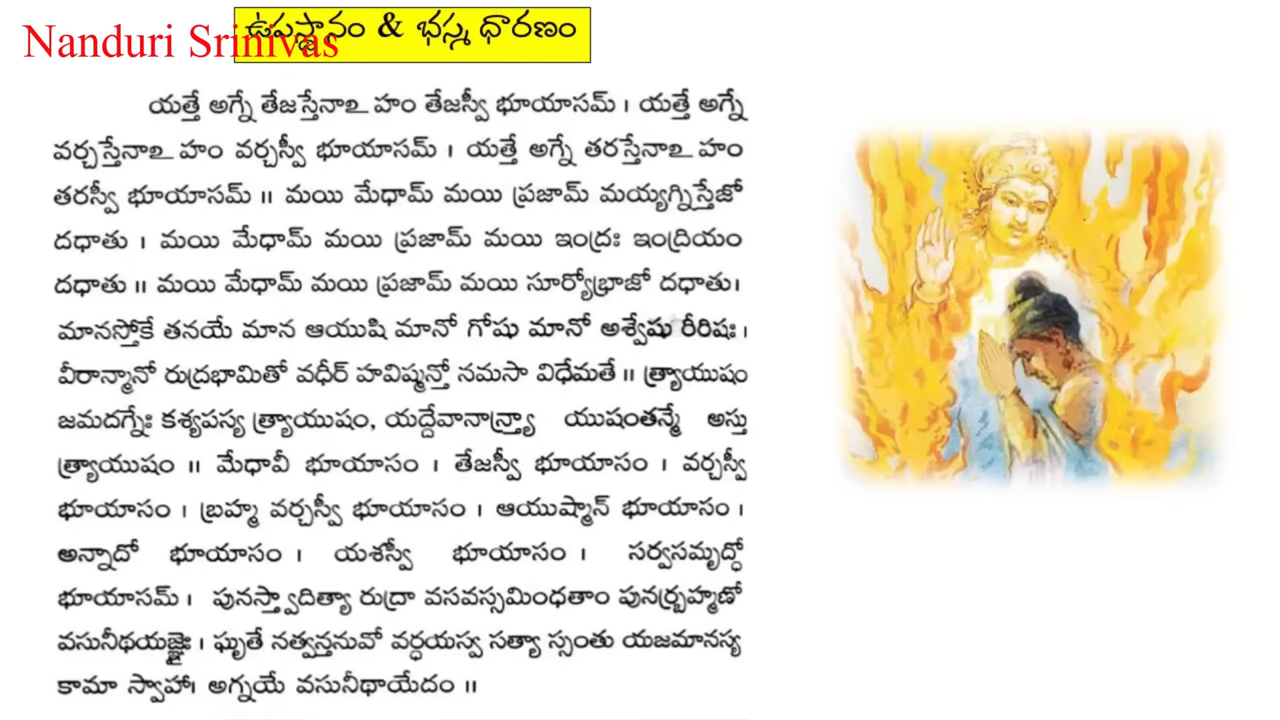 ఉపస్థానం & భస్మ ధారణం
Nanduri Srinivas
యత్తే అగ్నే తేజస్తేనాఽ హం తేజస్వీ భూయాసమ్ । యత్తే అగ్నే
వర్చస్తేనాఽ హం వర్చస్వీ భూయాసమ్ । యత్తే అగ్నే తరస్తేనాఽ హం
తరస్వీ భూయాసమ్ ॥ మయి మేధామ్ మయి ప్రజామ్ మయ్యగ్నిస్తేజో
దధాతు । మయి మేధామ్ మయి ప్రజామ్ మయి ఇంద్రః ఇంద్రియం
దధాతు ॥ మయి మేధామ్ మయి ప్రజామ్ మయి సూర్యోభ్రాజో దధాతు।
మానస్తోకే తనయే మాన ఆయుషి మానో గోషు మానో అశ్వేషు రీరిషః ।
వీరాన్మానో రుద్రభామితో వధీర్ హవిష్మన్తో నమసా విధేమతే ॥ త్ర్యాయుషం
జమదగ్నేః కశ్యపస్య త్ర్యాయుషం, యద్దేవానాన్త్ర్యా యుషంతన్మే అస్తు
త్ర్యాయుషం ॥ మేధావీ భూయాసం । తేజస్వీ భూయాసం । వర్చస్వీ
భూయాసం । బ్రహ్మ వర్చస్వీ భూయాసం । ఆయుష్మాన్ భూయాసం ।
అన్నాదో భూయాసం । యశస్వీ భూయాసం । సర్వసమృద్ధో
భూయాసమ్ । పునస్త్వాదిత్యా రుద్రా వసవస్సమింధతాం పునర్బ్రహ్మణో
వసునీథయజ్ఞైః । ఘృతే నత్వన్తనువో వర్ధయస్వ సత్యా స్సంతు యజమానస్య
కామా స్వాహా। అగ్నయే వసునీథాయేదం ॥